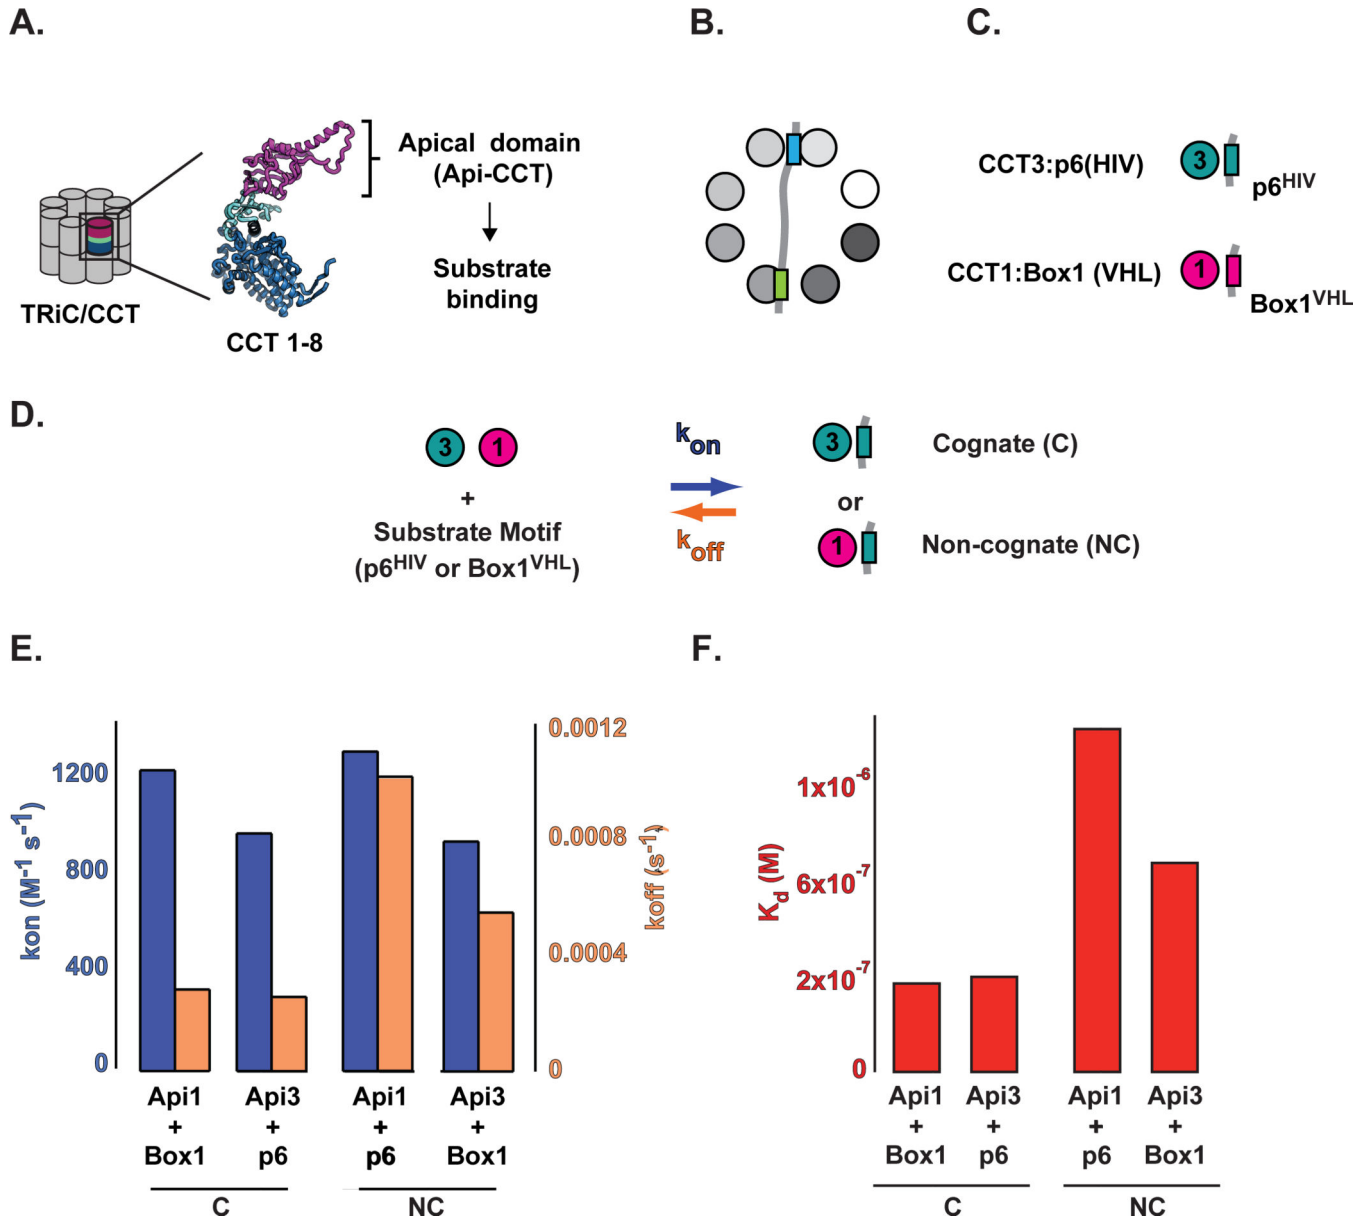 A.
B.
C.
Apical domain
(Api-CCT)
Substrate
binding
TRiC/CCT
CCT 1-8
CCT3:p6(HIV)
3
p6HIV
CCT1:Box1 (VHL)
1
Box1VHL
D.
3 1
+
Substrate Motif
(p6HIV or Box1VHL)
kon
koff
3
Cognate (C)
or
1
Non-cognate (NC)
E.
kon (M-1 s-1)
1200
800
400
0
koff (s-1)
0.0012
0.0008
0.0004
0
Api1 Api3 Api1 Api3
+ + + +
Box1 p6 p6 Box1
C NC
F.
Kd (M)
1x10-6
6x10-7
2x10-7
0
Api1 Api3 Api1 Api3
+ + + +
Box1 p6 p6 Box1
C NC